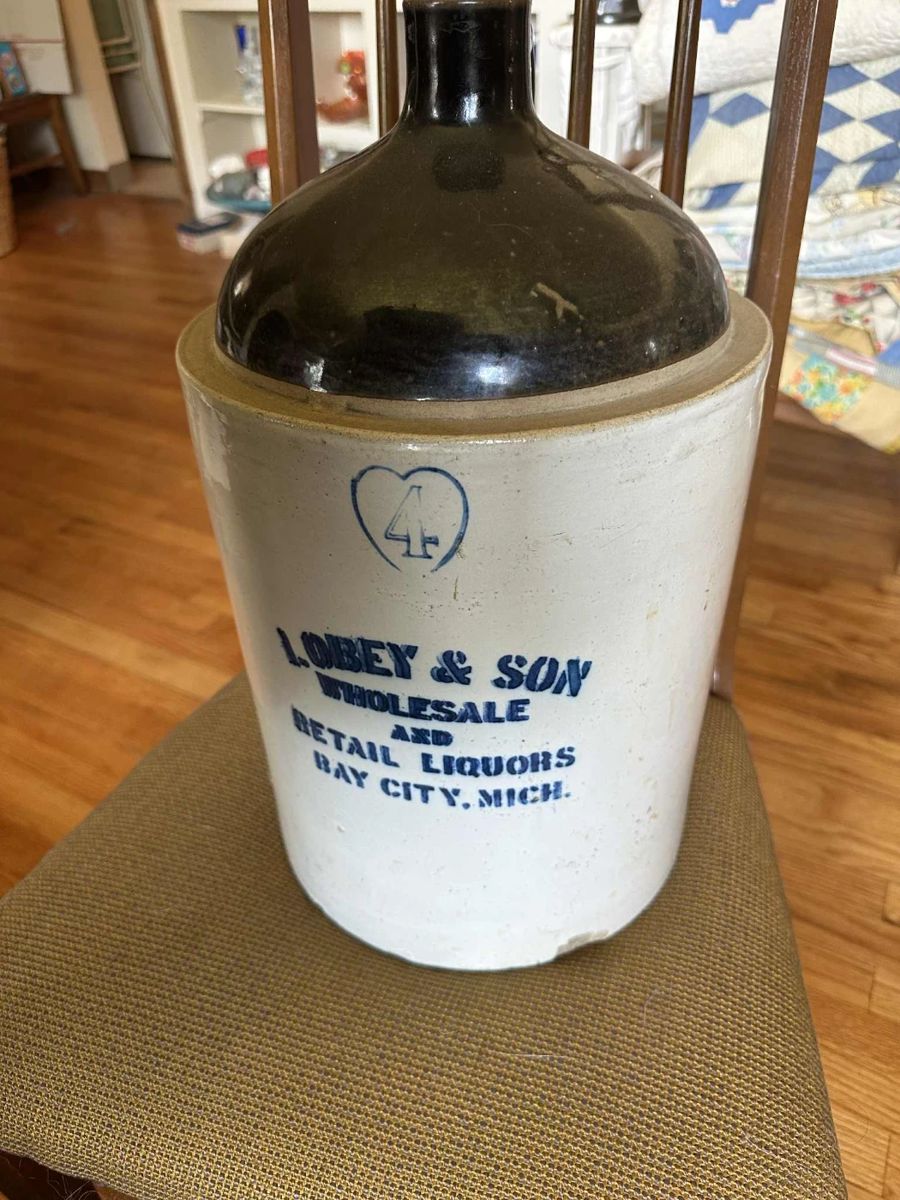 4
I. OBEY & SON
WHOLESALE
AND
RETAIL LIQUORS
BAY CITY, MICH.